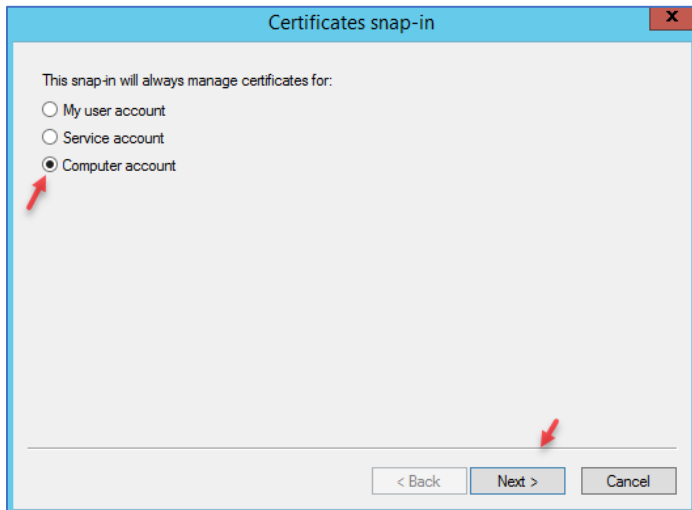 Certificates snap-in
x
This snap-in will always manage certificates for:
My user account
Service account
Computer account
< Back Next > Cancel